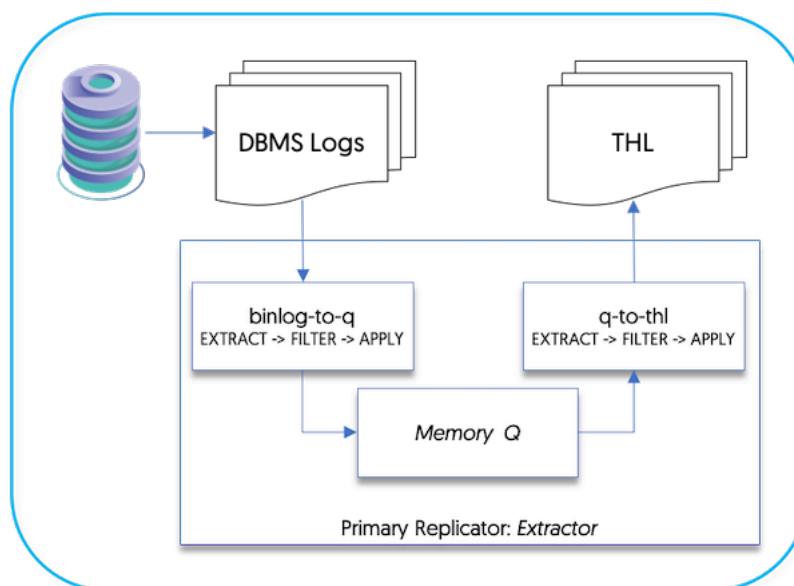 DBMS Logs
THL
binlog-to-q
EXTRACT -> FILTER -> APPLY
q-to-thl
EXTRACT -> FILTER -> APPLY
Memory Q
Primary Replicator: Extractor